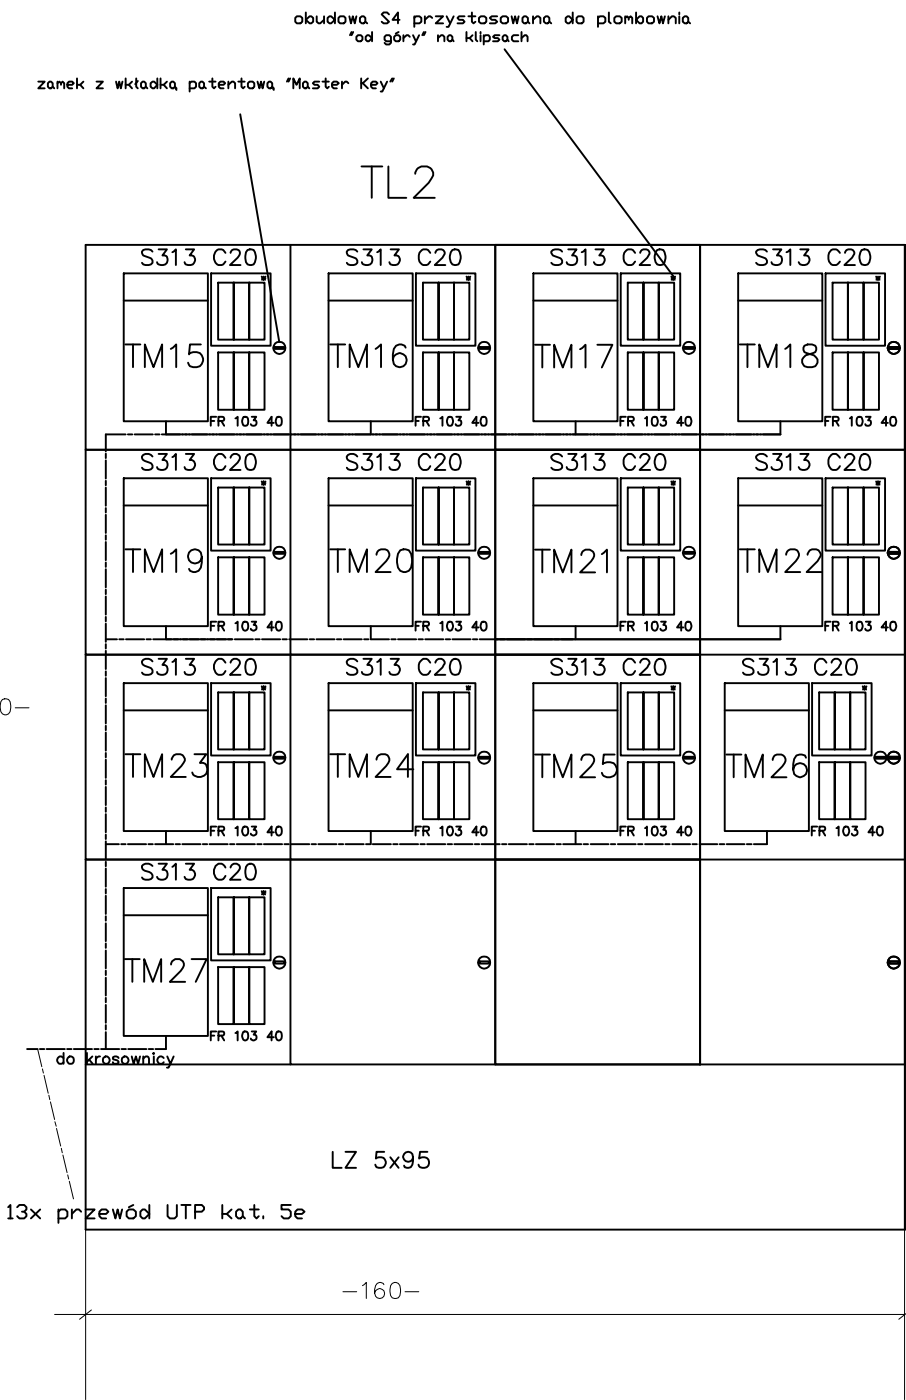 obudowa S4 przystosowana do plombownia
"od góry" na klipsach
zamek z wkładką patentową "Master Key"
TL2
S313 C20 S313 C20 S313 C20 S313 C20
TM15 TM16 TM17 TM18
FR 103 40 FR 103 40 FR 103 40 FR 103 40
S313 C20 S313 C20 S313 C20 S313 C20
TM19 TM20 TM21 TM22
FR 103 40 FR 103 40 FR 103 40 FR 103 40
S313 C20 S313 C20 S313 C20 S313 C20
0-
TM23 TM24 TM25 TM26
FR 103 40 FR 103 40 FR 103 40 FR 103 40
S313 C20
TM27
FR 103 40
do krosownicy
LZ 5x95
13x przewód UTP kat. 5e
-160-